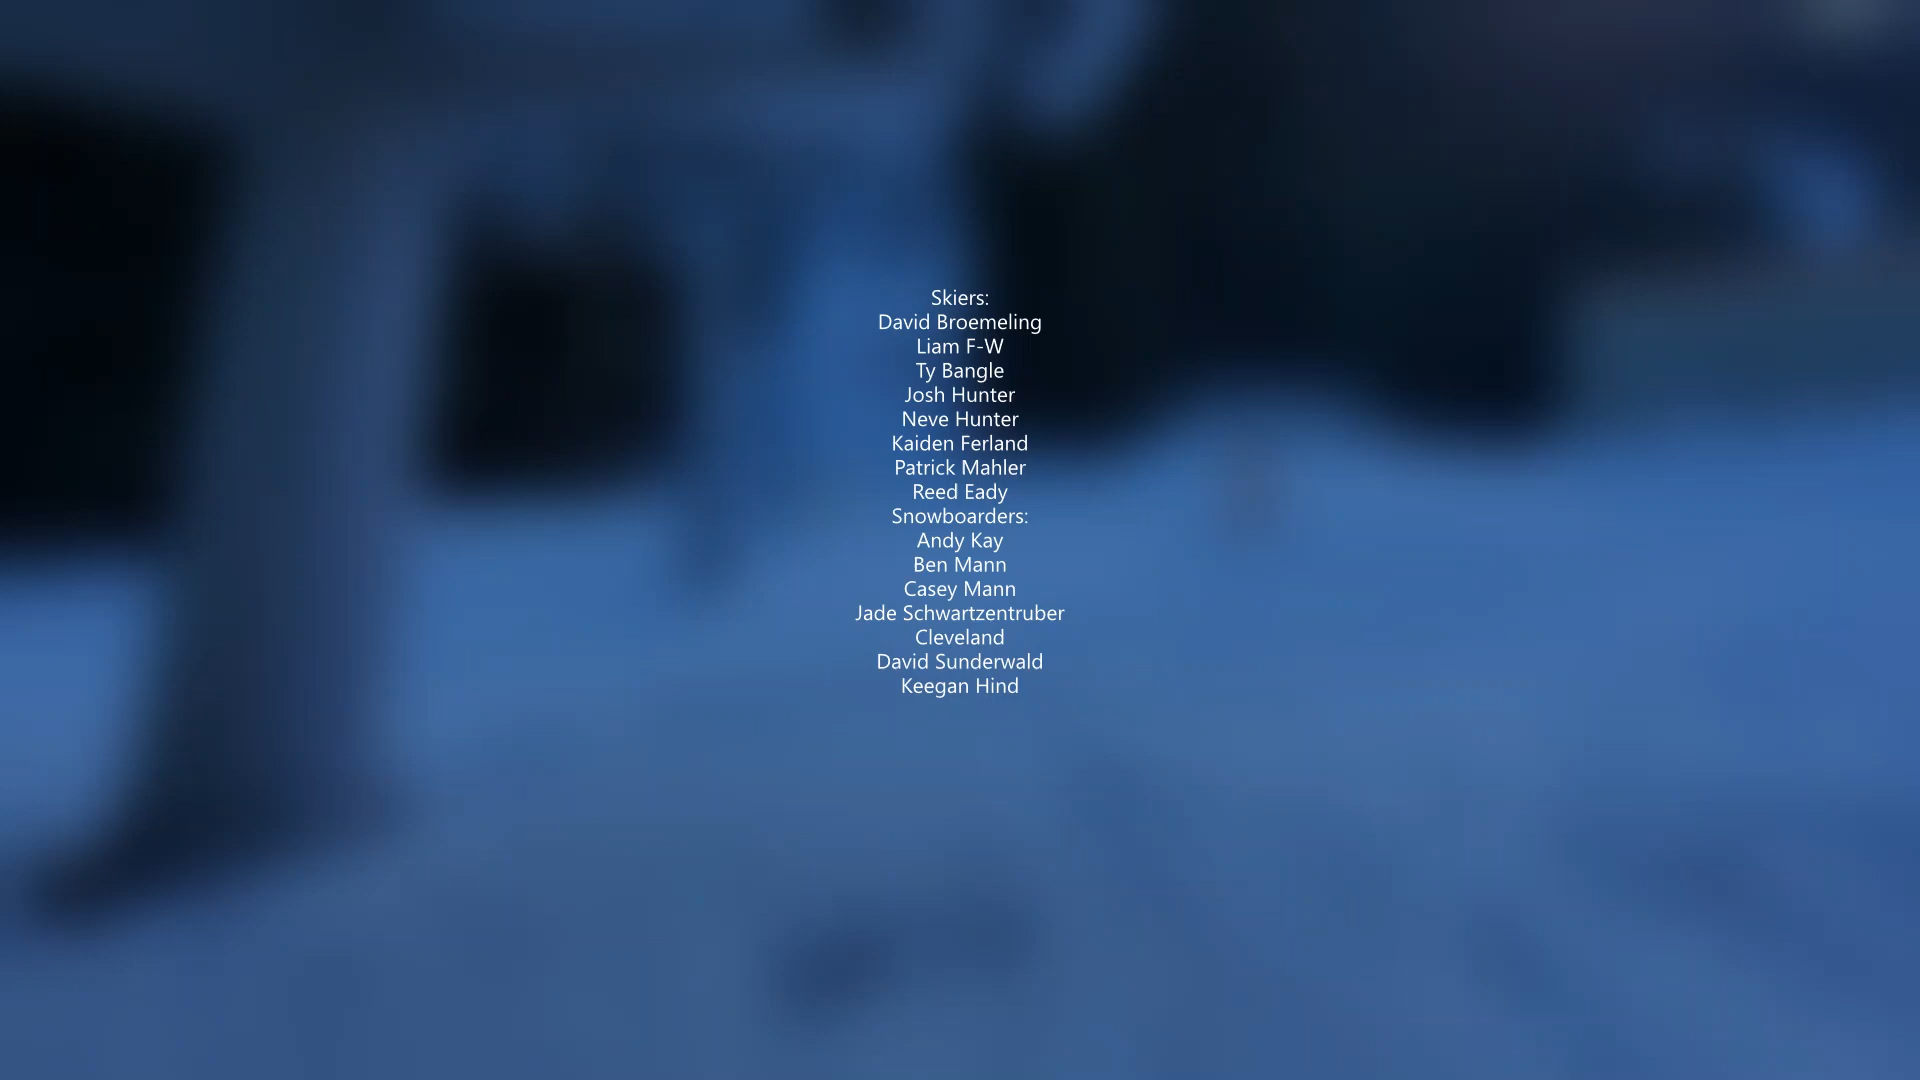 Skiers:
David Broemeling
Liam F-W
Ty Bangle
Josh Hunter
Neve Hunter
Kaiden Ferland
Patrick Mahler
Reed Eady
Snowboarders:
Andy Kay
Ben Mann
Casey Mann
Jade Schwartzentruber
Cleveland
David Sunderwald
Keegan Hind